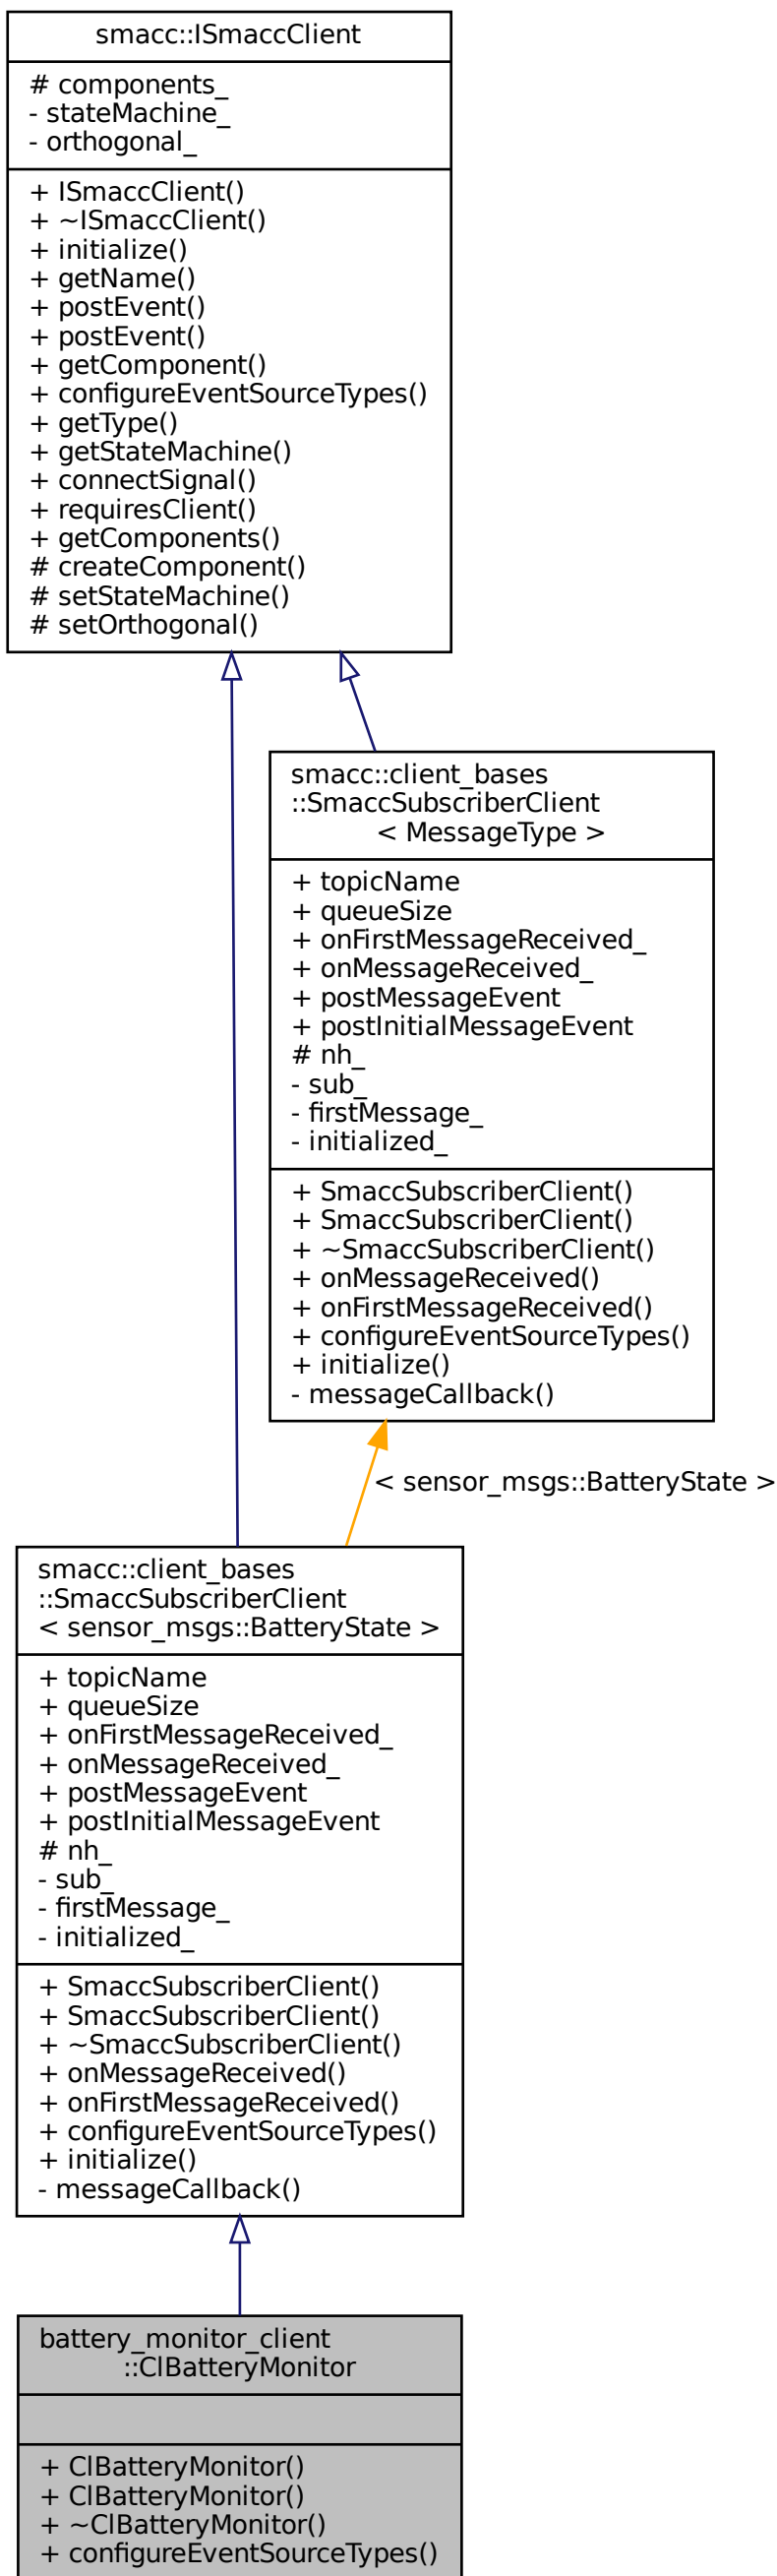 smacc::ISmaccClient
# components_
- stateMachine_
- orthogonal_
+ ISmaccClient()
+ ~ISmaccClient()
+ initialize()
+ getName()
+ postEvent()
+ postEvent()
+ getComponent()
+ configureEventSourceTypes()
+ getType()
+ getStateMachine()
+ connectSignal()
+ requiresClient()
+ getComponents()
# createComponent()
# setStateMachine()
# setOrthogonal()
smacc::client_bases
::SmaccSubscriberClient
< MessageType >
+ topicName
+ queueSize
+ onFirstMessageReceived_
+ onMessageReceived_
+ postMessageEvent
+ postInitialMessageEvent
# nh_
- sub_
- firstMessage_
- initialized_
+ SmaccSubscriberClient()
+ SmaccSubscriberClient()
+ ~SmaccSubscriberClient()
+ onMessageReceived()
+ onFirstMessageReceived()
+ configureEventSourceTypes()
+ initialize()
- messageCallback()
< sensor_msgs::BatteryState >
smacc::client_bases
::SmaccSubscriberClient
< sensor_msgs::BatteryState >
+ topicName
+ queueSize
+ onFirstMessageReceived_
+ onMessageReceived_
+ postMessageEvent
+ postInitialMessageEvent
# nh_
- sub_
- firstMessage_
- initialized_
+ SmaccSubscriberClient()
+ SmaccSubscriberClient()
+ ~SmaccSubscriberClient()
+ onMessageReceived()
+ onFirstMessageReceived()
+ configureEventSourceTypes()
+ initialize()
- messageCallback()
battery_monitor_client
::ClBatteryMonitor
+ ClBatteryMonitor()
+ ClBatteryMonitor()
+ ~ClBatteryMonitor()
+ configureEventSourceTypes()